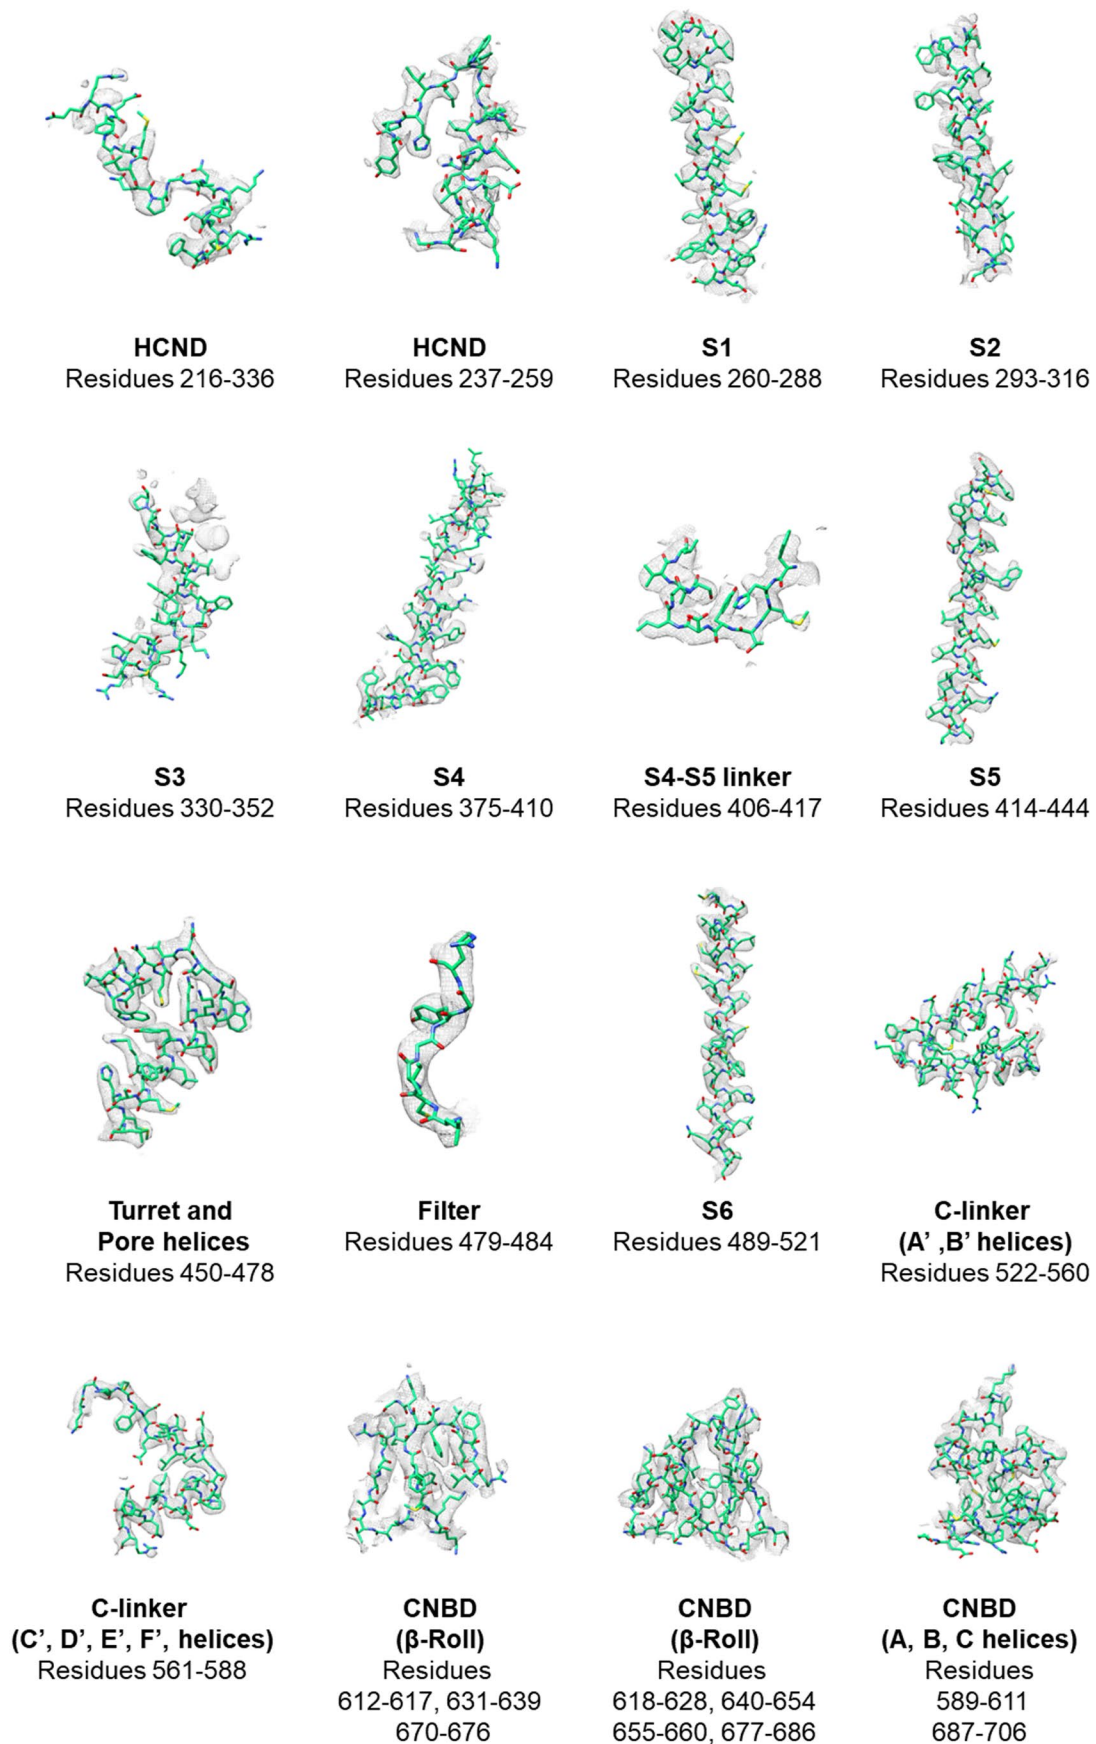 HCND
Residues 216-336
HCND
Residues 237-259
S1
Residues 260-288
S2
Residues 293-316
S3
Residues 330-352
S4
Residues 375-410
S4-S5 linker
Residues 406-417
S5
Residues 414-444
Turret and
Pore helices
Residues 450-478
Filter
Residues 479-484
S6
Residues 489-521
C-linker
(A’ ,B’ helices)
Residues 522-560
C-linker
(C’, D’, E’, F’, helices)
Residues 561-588
CNBD
(β-Roll)
Residues
612-617, 631-639
670-676
CNBD
(β-Roll)
Residues
618-628, 640-654
655-660, 677-686
CNBD
(A, B, C helices)
Residues
589-611
687-706